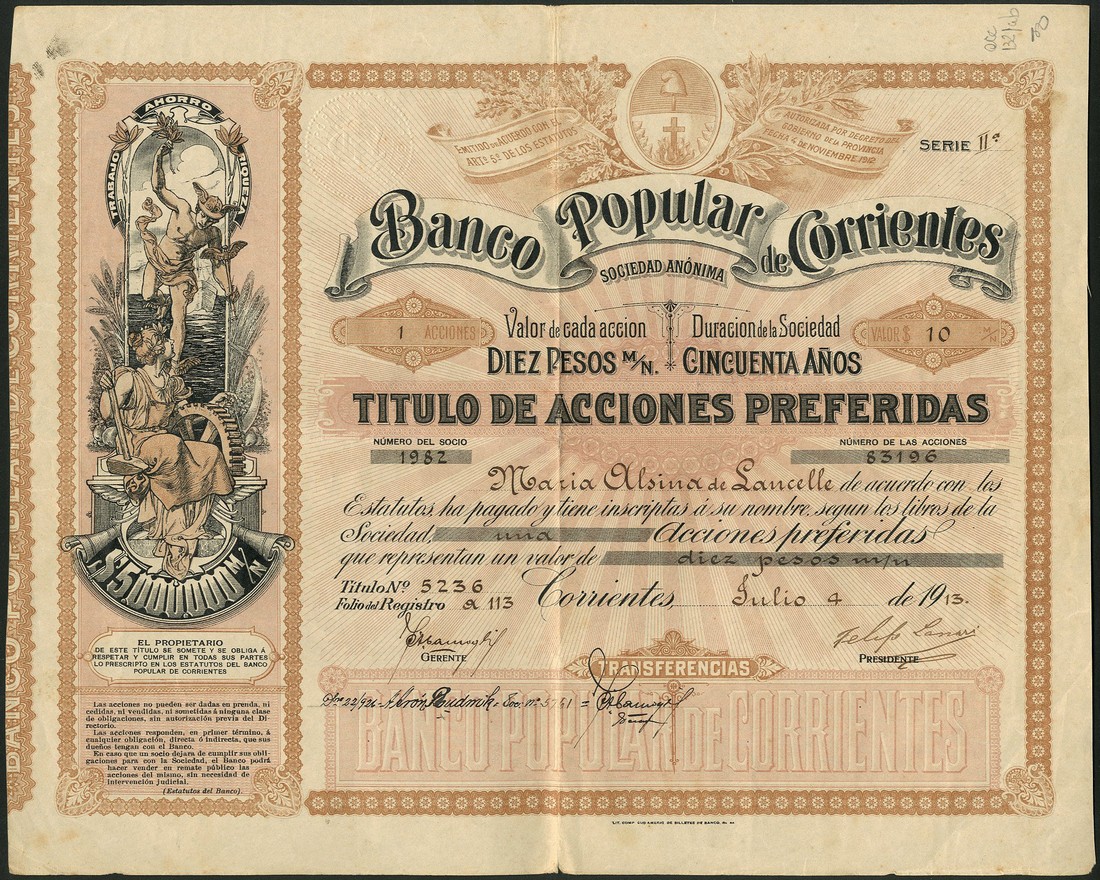 AHORRO
TRABAJO
RIQUEZA
EMITIDO DE ACUERDO CON EL
ARTº 5º DE LOS ESTATUTOS
AUTORIZADA POR DECRETO DEL
GOBIERNO DE LA PROVINCIA
FECHA 4 DE NOVIEMBRE 1912
SERIE IIª
Banco Popular de Corrientes
SOCIEDAD ANÓNIMA
1 ACCIONES
Valor de cada accion
DIEZ PESOS M/N.
Duracion de la Sociedad
CINCUENTA AÑOS
VALOR $ 10 M/N
TITULO DE ACCIONES PREFERIDAS
NÚMERO DEL SOCIO
1982
NÚMERO DE LAS ACCIONES
83196
Maria Alsina de Lancelle de acuerdo con los
Estatutos, ha pagado y tiene inscriptas á su nombre, segun los libros de la
Sociedad, una Acciones preferidas
que representan un valor de diez pesos m/n
Titulo Nº 5236
Folio del Registro a 113
Corrientes, Julio 4 de 1913.
GERENTE
PRESIDENTE
TRANSFERENCIAS
BANCO POPULAR DE CORRIENTES
$ 5.000.000 M/N
EL PROPIETARIO
DE ESTE TÍTULO SE SOMETE Y SE OBLIGA Á
RESPETAR Y CUMPLIR EN TODAS SUS PARTES
LO PRESCRIPTO EN LOS ESTATUTOS DEL BANCO
POPULAR DE CORRIENTES
Las acciones no pueden ser dadas en prenda, ni
cedidas, ni vendidas, ni sometidas á ninguna clase
de obligaciones, sin autorización previa del Di-
rectorio.
Las acciones responden, en primer término, á
cualquier obligación, directa ó indirecta, que sus
dueños tengan con el Banco.
En caso que un socio dejara de cumplir sus obli-
gaciones para con la Sociedad, el Banco podrá
hacer vender en remate público las
acciones del mismo, sin necesidad de
intervención judicial.
(Estatutos del Banco).